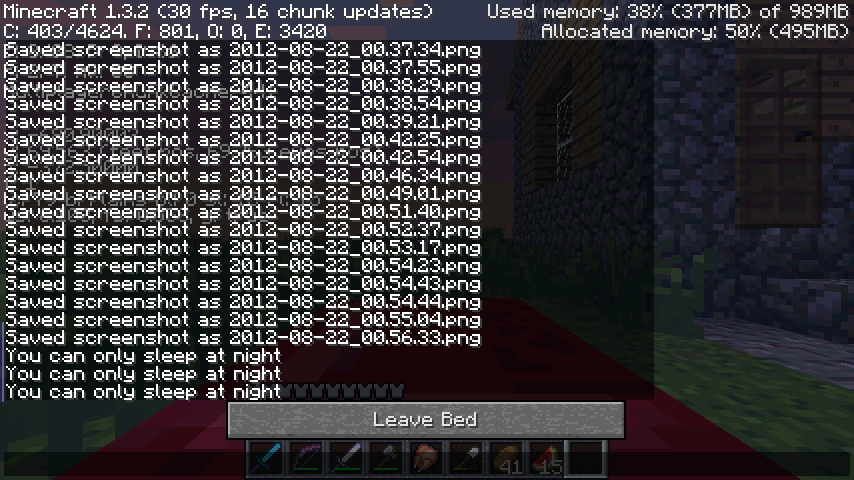 Minecraft 1.3.2 (30 fps, 16 chunk updates)
Used memory: 38% (377MB) of 989MB
C: 403/4624, F: 801, O: 0, E: 3420
Allocated memory: 50% (495MB)
Saved screenshot as 2012-08-22_00.37.34.png
Saved screenshot as 2012-08-22_00.37.55.png
Saved screenshot as 2012-08-22_00.38.29.png
Saved screenshot as 2012-08-22_00.38.54.png
Saved screenshot as 2012-08-22_00.39.21.png
Saved screenshot as 2012-08-22_00.42.25.png
Saved screenshot as 2012-08-22_00.42.54.png
Saved screenshot as 2012-08-22_00.46.34.png
Saved screenshot as 2012-08-22_00.49.01.png
Saved screenshot as 2012-08-22_00.51.40.png
Saved screenshot as 2012-08-22_00.52.37.png
Saved screenshot as 2012-08-22_00.53.17.png
Saved screenshot as 2012-08-22_00.54.23.png
Saved screenshot as 2012-08-22_00.54.43.png
Saved screenshot as 2012-08-22_00.54.44.png
Saved screenshot as 2012-08-22_00.55.04.png
Saved screenshot as 2012-08-22_00.56.33.png
You can only sleep at night
You can only sleep at night
You can only sleep at night
Leave Bed
41 15